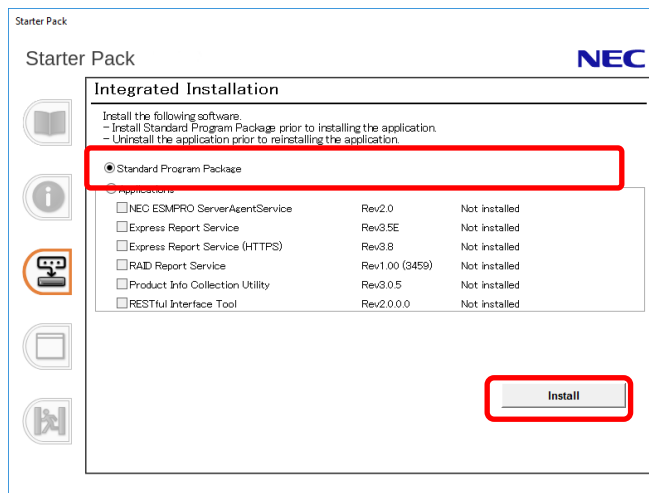 Starter Pack
Starter Pack
NEC
Integrated Installation
Install the following software.
- Install Standard Program Package prior to installing the application.
- Uninstall the application prior to reinstalling the application.
Standard Program Package
Applications
NEC ESMPRO ServerAgentService Rev2.0 Not installed
Express Report Service Rev3.5E Not installed
Express Report Service (HTTPS) Rev3.8 Not installed
RAID Report Service Rev1.00 (3459) Not installed
Product Info Collection Utility Rev3.0.5 Not installed
RESTful Interface Tool Rev2.0.0.0 Not installed
Install